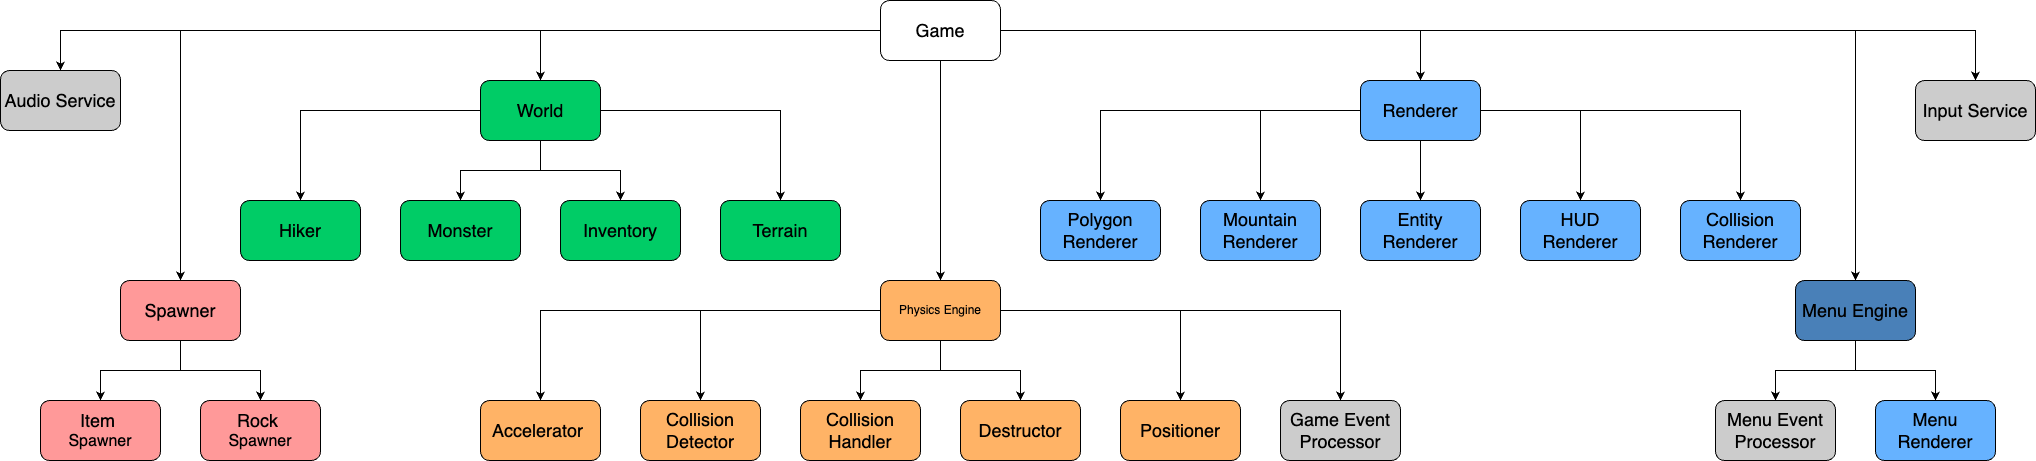 Game
Audio Service
World
Renderer
Input Service
Hiker
Monster
Inventory
Terrain
Polygon
Renderer
Mountain
Renderer
Entity
Renderer
HUD
Renderer
Collision
Renderer
Spawner
Physics Engine
Menu Engine
Item
Spawner
Rock
Spawner
Accelerator
Collision
Detector
Collision
Handler
Destructor
Positioner
Game Event
Processor
Menu Event
Processor
Menu
Renderer